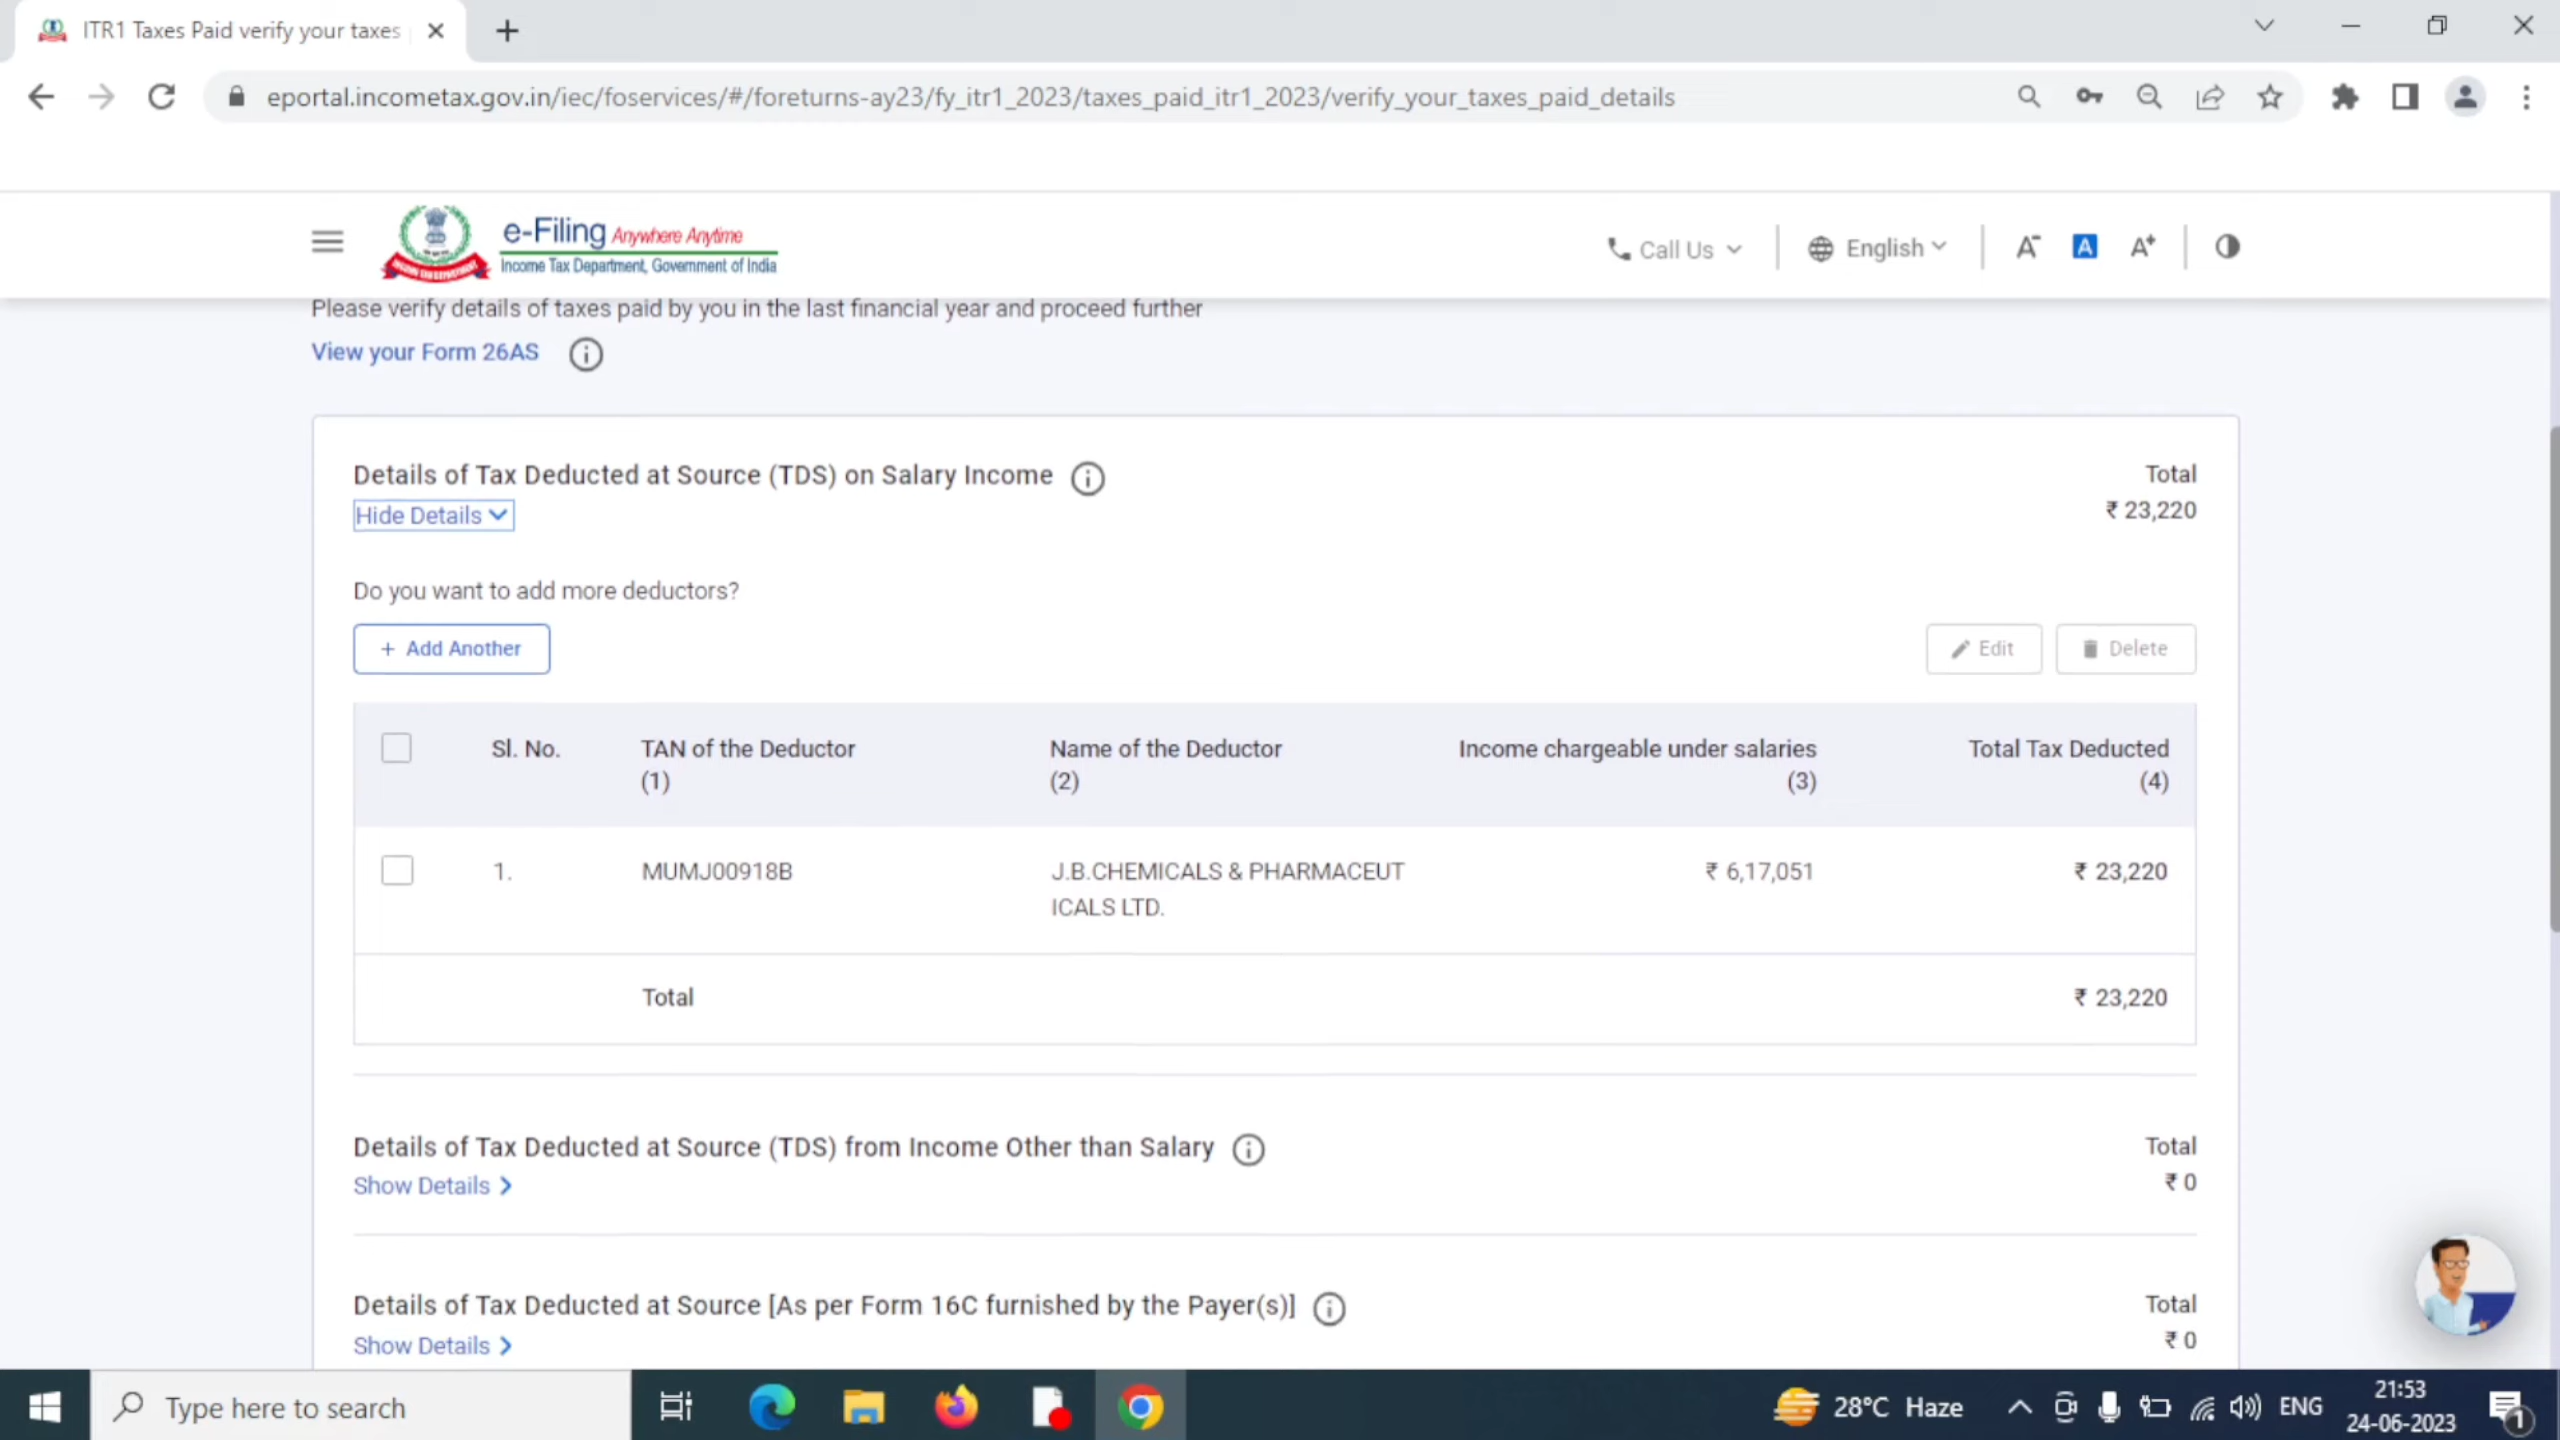 ITR1 Taxes Paid verify your taxes
eportal.incometax.gov.in/iec/foservices/#/foreturns-ay23/fy_itr1_2023/taxes_paid_itr1_2023/verify_your_taxes_paid_details
e-Filing Anywhere Anytime
Income Tax Department, Government of India
Call Us
English
A-
A
A+
Please verify details of taxes paid by you in the last financial year and proceed further
View your Form 26AS
Details of Tax Deducted at Source (TDS) on Salary Income
Total
Hide Details
₹ 23,220
Do you want to add more deductors?
+ Add Another
Edit
Delete
Sl. No.
TAN of the Deductor
(1)
Name of the Deductor
(2)
Income chargeable under salaries
(3)
Total Tax Deducted
(4)
1.
MUMJ00918B
J.B.CHEMICALS & PHARMACEUT
ICALS LTD.
₹ 6,17,051
₹ 23,220
Total
₹ 23,220
Details of Tax Deducted at Source (TDS) from Income Other than Salary
Total
Show Details
₹ 0
Details of Tax Deducted at Source [As per Form 16C furnished by the Payer(s)]
Total
Show Details
₹ 0
Type here to search
28°C Haze
ENG
21:53
24-06-2023
1